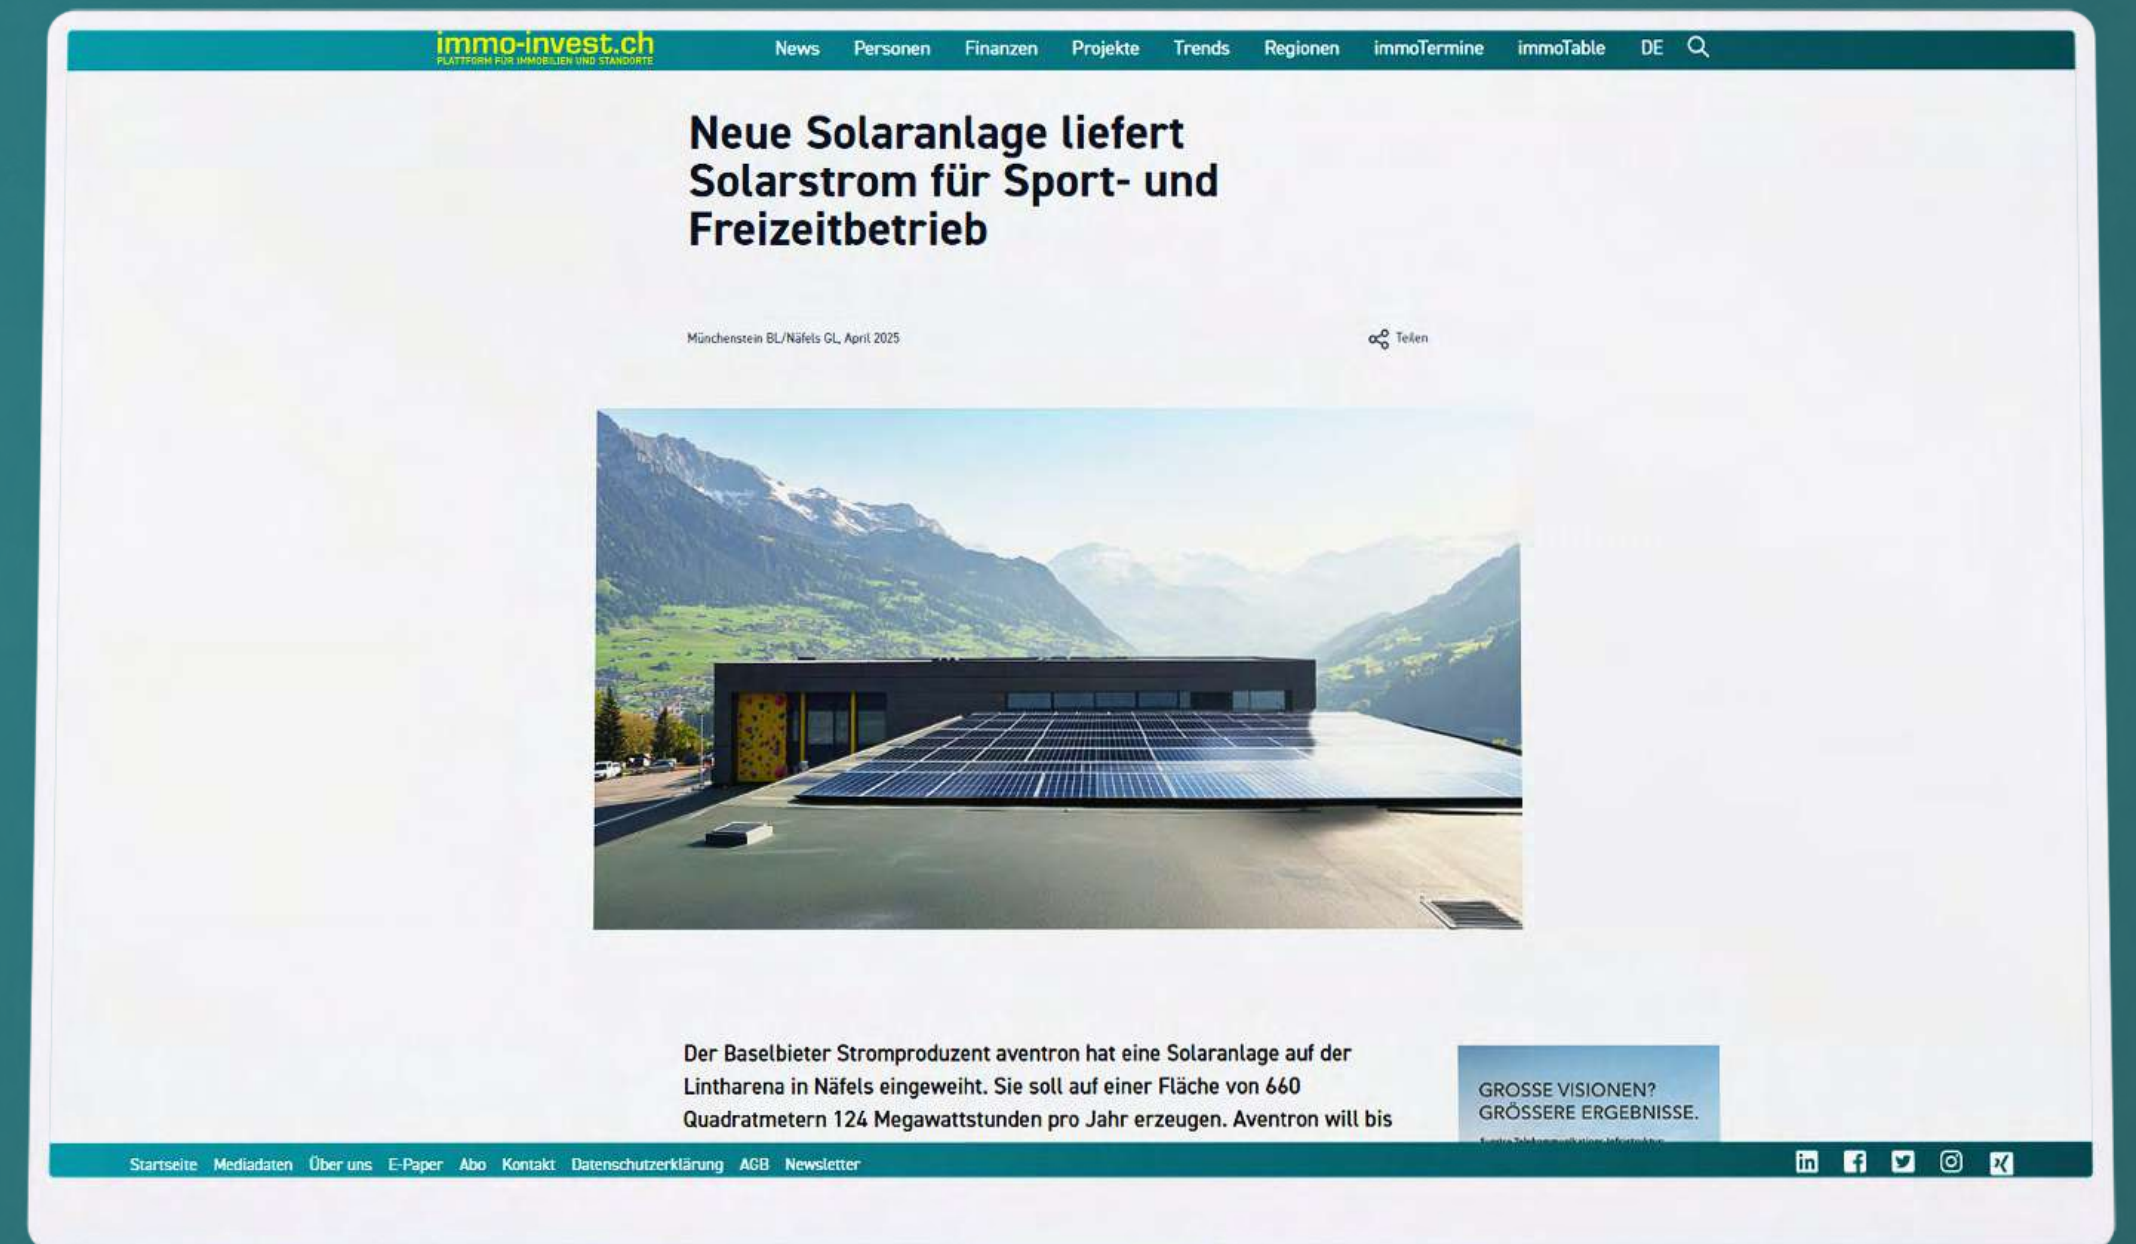 immo-invest.ch
PLATTFORM FÜR IMMOBILIEN UND STANDORTE
News Personen Finanzen Projekte Trends Regionen immoTermine immoTable DE
Neue Solaranlage liefert
Solarstrom für Sport- und
Freizeitbetrieb
Münchenstein BL/Näfels GL, April 2025
Teilen
Der Baselbieter Stromproduzent aventron hat eine Solaranlage auf der
Lintharena in Näfels eingeweiht. Sie soll auf einer Fläche von 660
Quadratmetern 124 Megawattstunden pro Jahr erzeugen. Aventron will bis
GROSSE VISIONEN?
GRÖSSERE ERGEBNISSE.
Startseite Mediadaten Über uns E-Paper Abo Kontakt Datenschutzerklärung AGB Newsletter